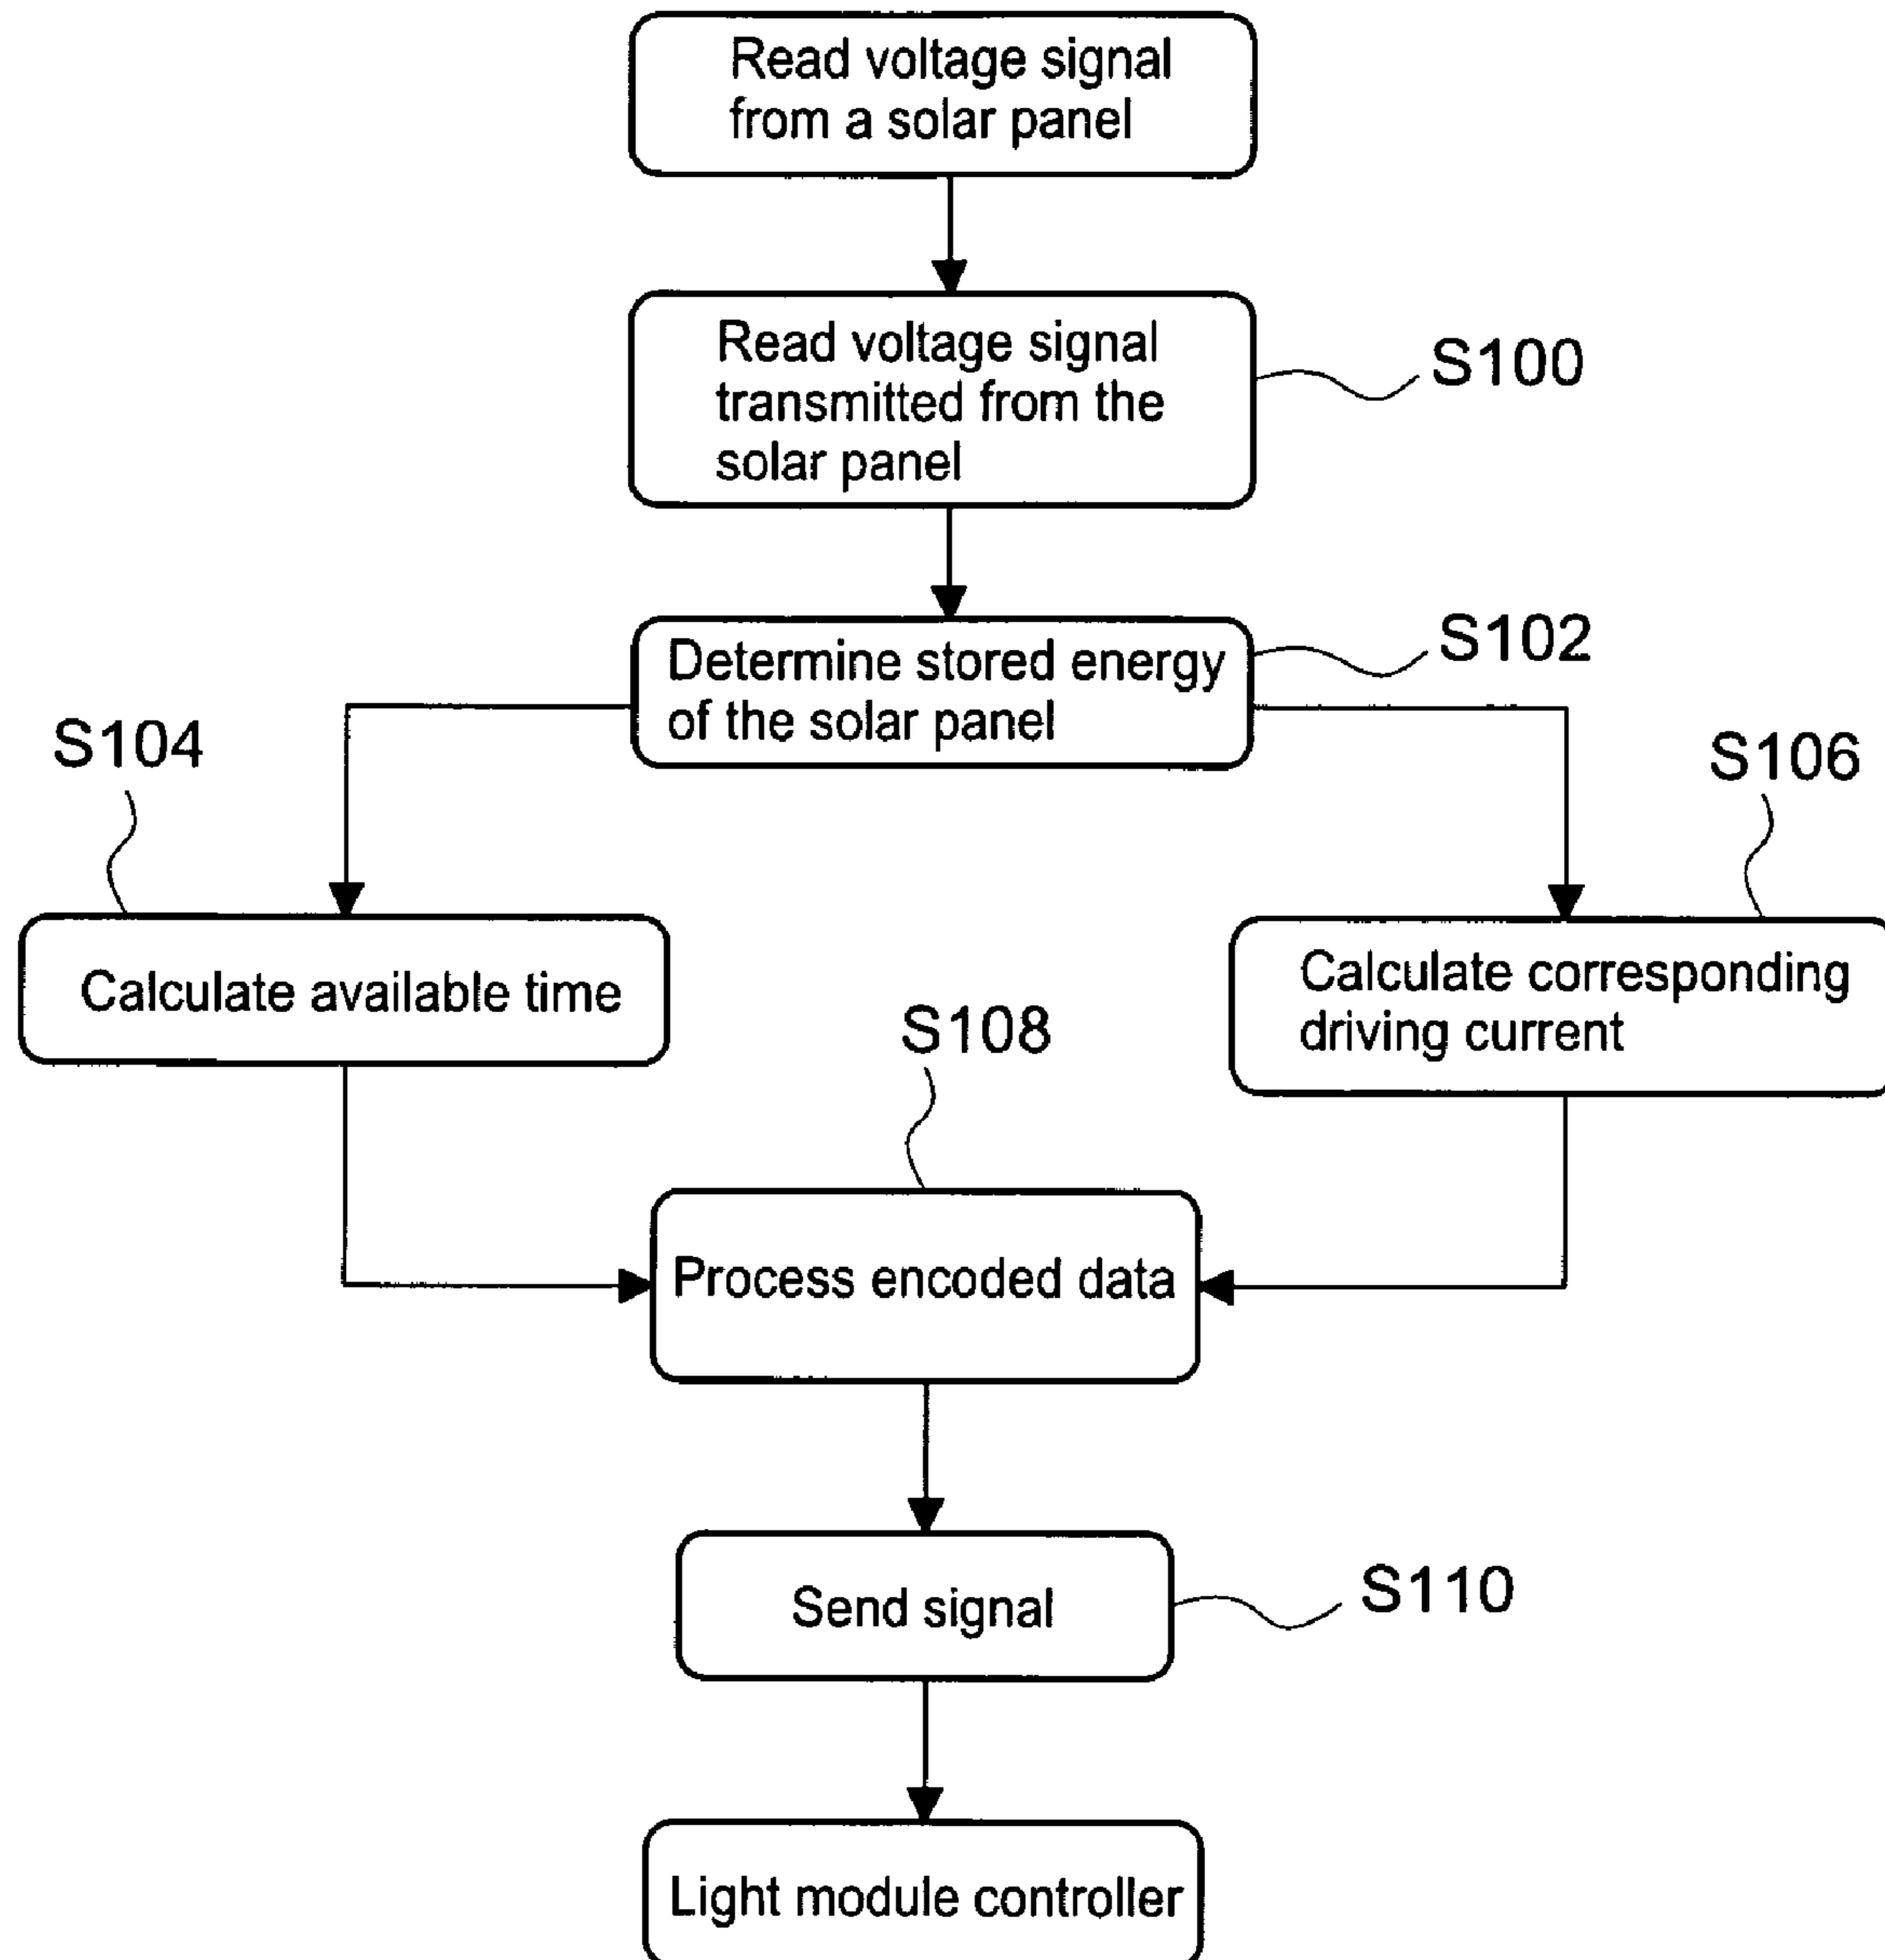 Read voltage signal
from a solar panel
Read voltage signal
transmitted from the
solar panel
S100
Determine stored energy
of the solar panel
S102
S104
S106
Calculate available time
Calculate corresponding
driving current
S108
Process encoded data
Send signal
S110
Light module controller